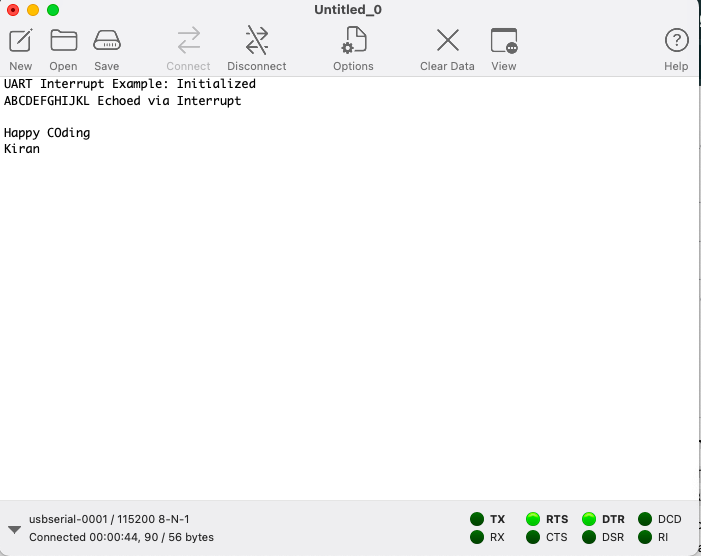 Untitled_0
New Open Save Connect Disconnect Options Clear Data View Help
UART Interrupt Example: Initialized
ABCDEFGHIJKL Echoed via Interrupt
Happy COding
Kiran
usbserial-0001 / 115200 8-N-1
TX RTS DTR DCD
Connected 00:00:44, 90 / 56 bytes
RX CTS DSR RI